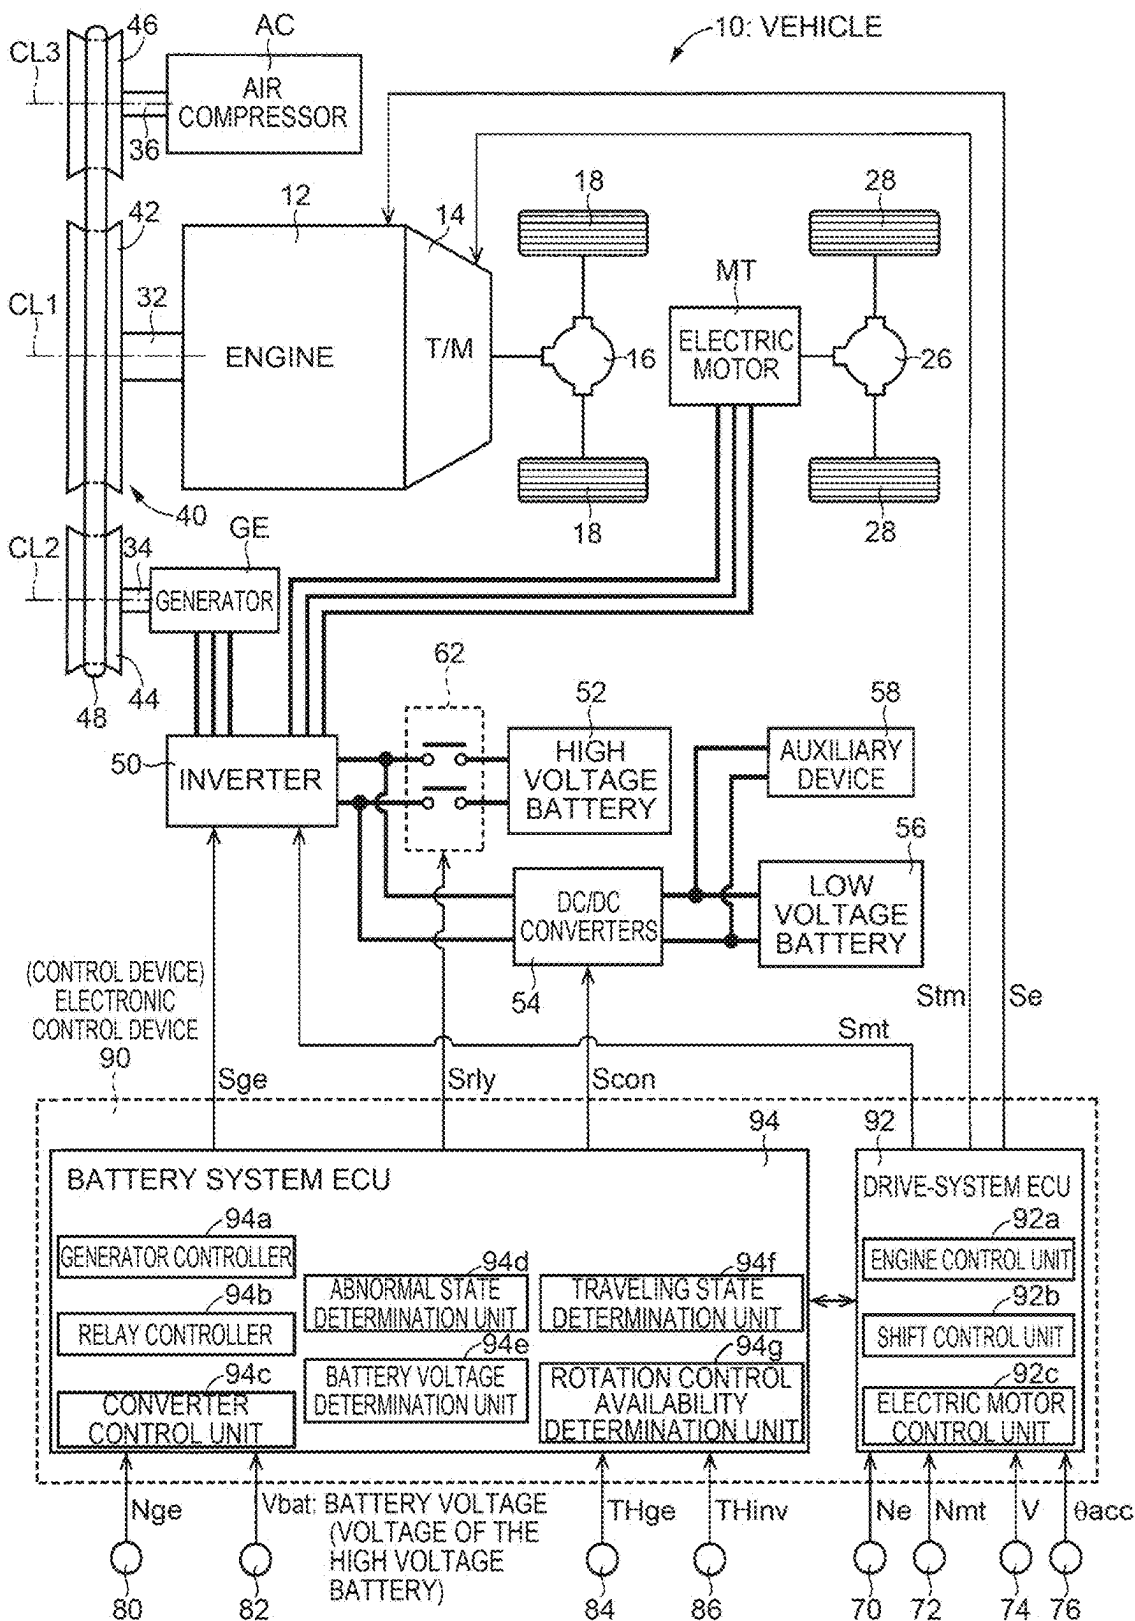 10: VEHICLE
AC
46
CL3
AIR
COMPRESSOR
36
12
14
18
28
42
MT
CL1
32
ENGINE
T/M
16
ELECTRIC
MOTOR
26
40
18
28
GE
CL2
34
GENERATOR
62
44
48
52
58
50
INVERTER
HIGH
VOLTAGE
BATTERY
AUXILIARY
DEVICE
56
DC/DC
CONVERTERS
LOW
VOLTAGE
BATTERY
54
(CONTROL DEVICE)
ELECTRONIC
CONTROL DEVICE
90
Stm
Se
Smt
Sge
Srly
Scon
94
92
BATTERY SYSTEM ECU
DRIVE-SYSTEM ECU
94a
GENERATOR CONTROLLER
94b
RELAY CONTROLLER
94c
CONVERTER
CONTROL UNIT
94d
ABNORMAL STATE
DETERMINATION UNIT
94e
BATTERY VOLTAGE
DETERMINATION UNIT
94f
TRAVELING STATE
DETERMINATION UNIT
94g
ROTATION CONTROL
AVAILABILITY
DETERMINATION UNIT
92a
ENGINE CONTROL UNIT
92b
SHIFT CONTROL UNIT
92c
ELECTRIC MOTOR
CONTROL UNIT
Nge
Vbat: BATTERY VOLTAGE
(VOLTAGE OF THE
HIGH VOLTAGE
BATTERY)
THge
THinv
Ne
Nmt
V
θacc
80
82
84
86
70
72
74
76